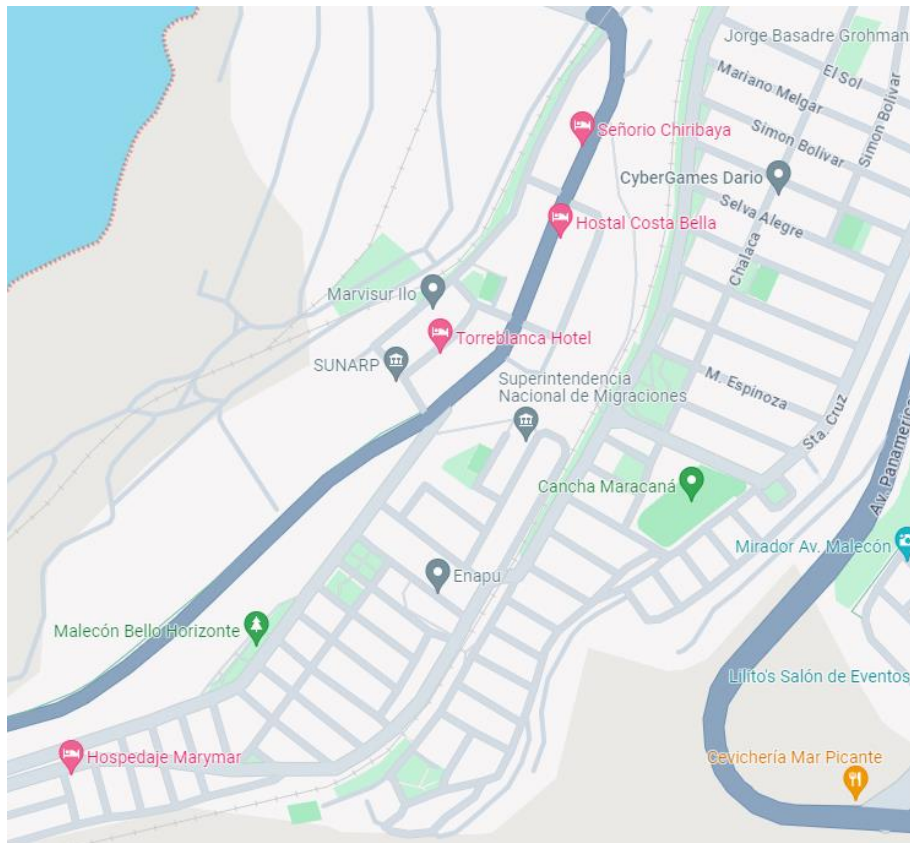 Jorge Basadre Grohman
El Sol
Mariano Melgar
Simon Bolivar
Simon Bolivar
Señorio Chiribaya
CyberGames Dario
Selva Alegre
Hostal Costa Bella
Chalaca
Marvisur Ilo
Torreblanca Hotel
SUNARP
Superintendencia
Nacional de Migraciones
M. Espinoza
Sta. Cruz
Av. Panamerica
Cancha Maracaná
Mirador Av. Malecón
Enapu
Malecón Bello Horizonte
Lilito's Salón de Eventos
Hospedaje Marymar
Cevichería Mar Picante